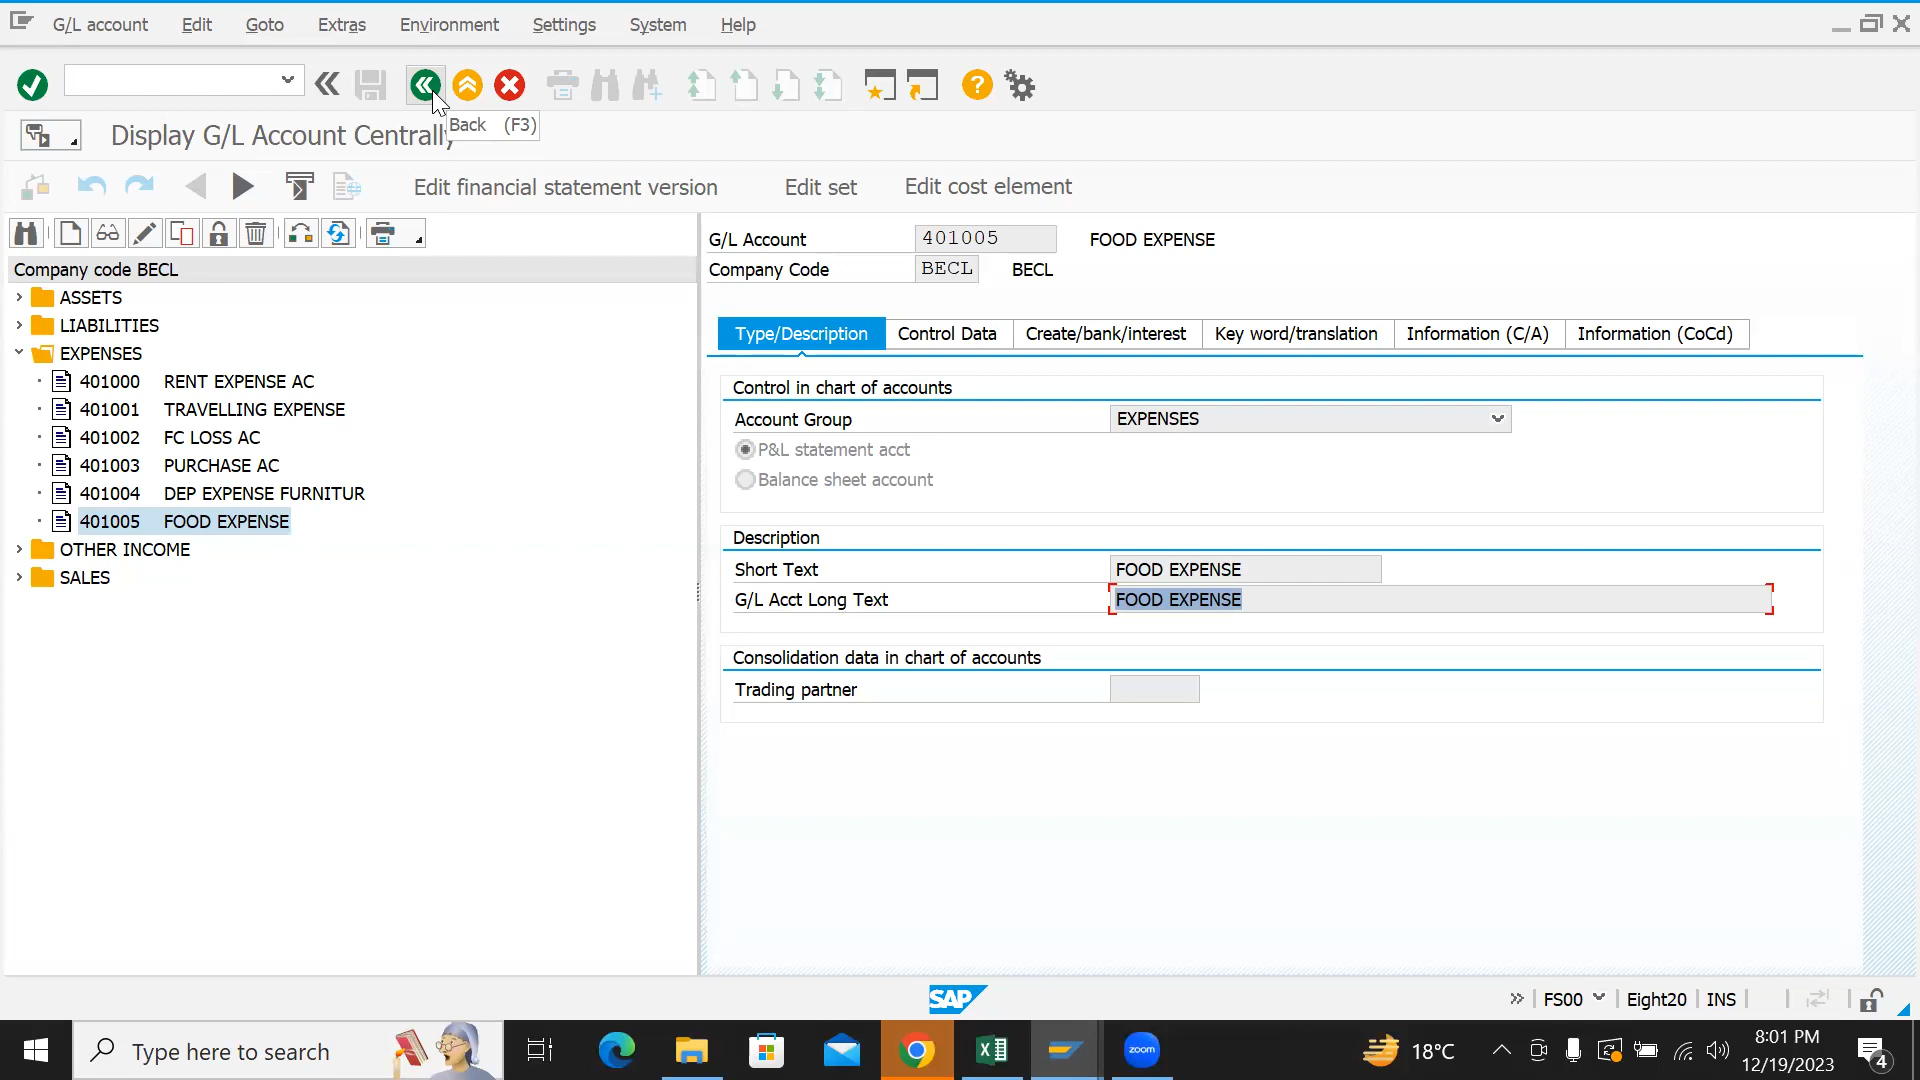 G/L account Edit Goto Extras Environment Settings System Help
Back (F3)
Display G/L Account Centrally
Edit financial statement version Edit set Edit cost element
Company code BECL
ASSETS
LIABILITIES
EXPENSES
401000 RENT EXPENSE AC
401001 TRAVELLING EXPENSE
401002 FC LOSS AC
401003 PURCHASE AC
401004 DEP EXPENSE FURNITUR
401005 FOOD EXPENSE
OTHER INCOME
SALES
G/L Account 401005 FOOD EXPENSE
Company Code BECL BECL
Type/Description Control Data Create/bank/interest Key word/translation Information (C/A) Information (CoCd)
Control in chart of accounts
Account Group EXPENSES
P&L statement acct
Balance sheet account
Description
Short Text FOOD EXPENSE
G/L Acct Long Text FOOD EXPENSE
Consolidation data in chart of accounts
Trading partner
SAP FS00 Eight20 INS
Type here to search
zoom
18°C
8:01 PM
12/19/2023
4